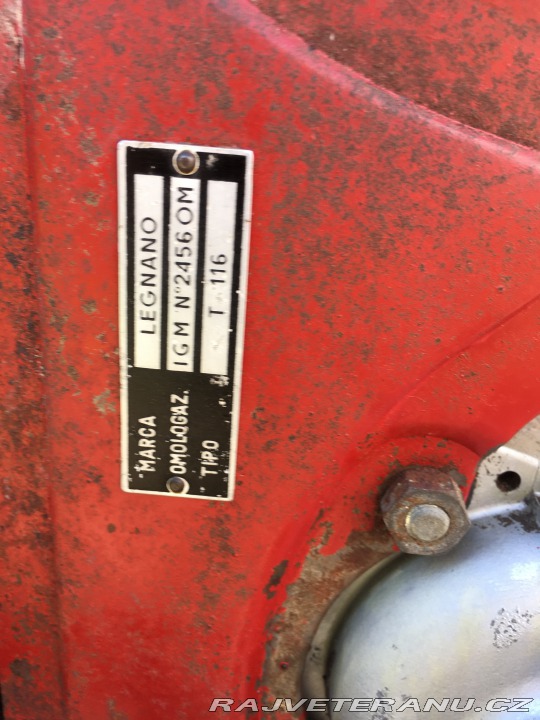 MARCA LEGNANO
OMOLOGAZ. IGM N° 2456 OM
TIPO T 116
RAJVETERANU.CZ